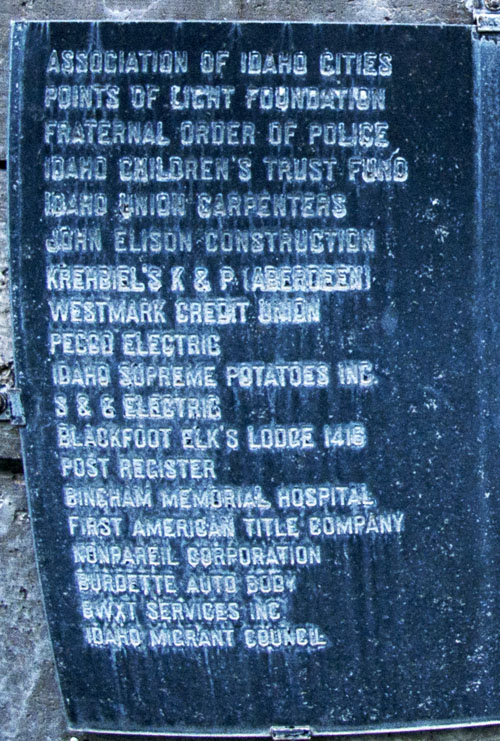 ASSOCIATION OF IDAHO CITIES
POINTS OF LIGHT FOUNDATION
FRATERNAL ORDER OF POLICE
IDAHO CHILDREN'S TRUST FUND
IDAHO UNION CARPENTERS
JOHN ELISON CONSTRUCTION
KREHBIEL'S K & P (ABERDEEN)
WESTMARK CREDIT UNION
PECCO ELECTRIC
IDAHO SUPREME POTATOES INC.
S & G ELECTRIC
BLACKFOOT ELK'S LODGE 1416
POST REGISTER
BINGHAM MEMORIAL HOSPITAL
FIRST AMERICAN TITLE COMPANY
NONPAREIL CORPORATION
BURDETTE AUTO BODY
BWXT SERVICES INC
IDAHO MIGRANT COUNCIL